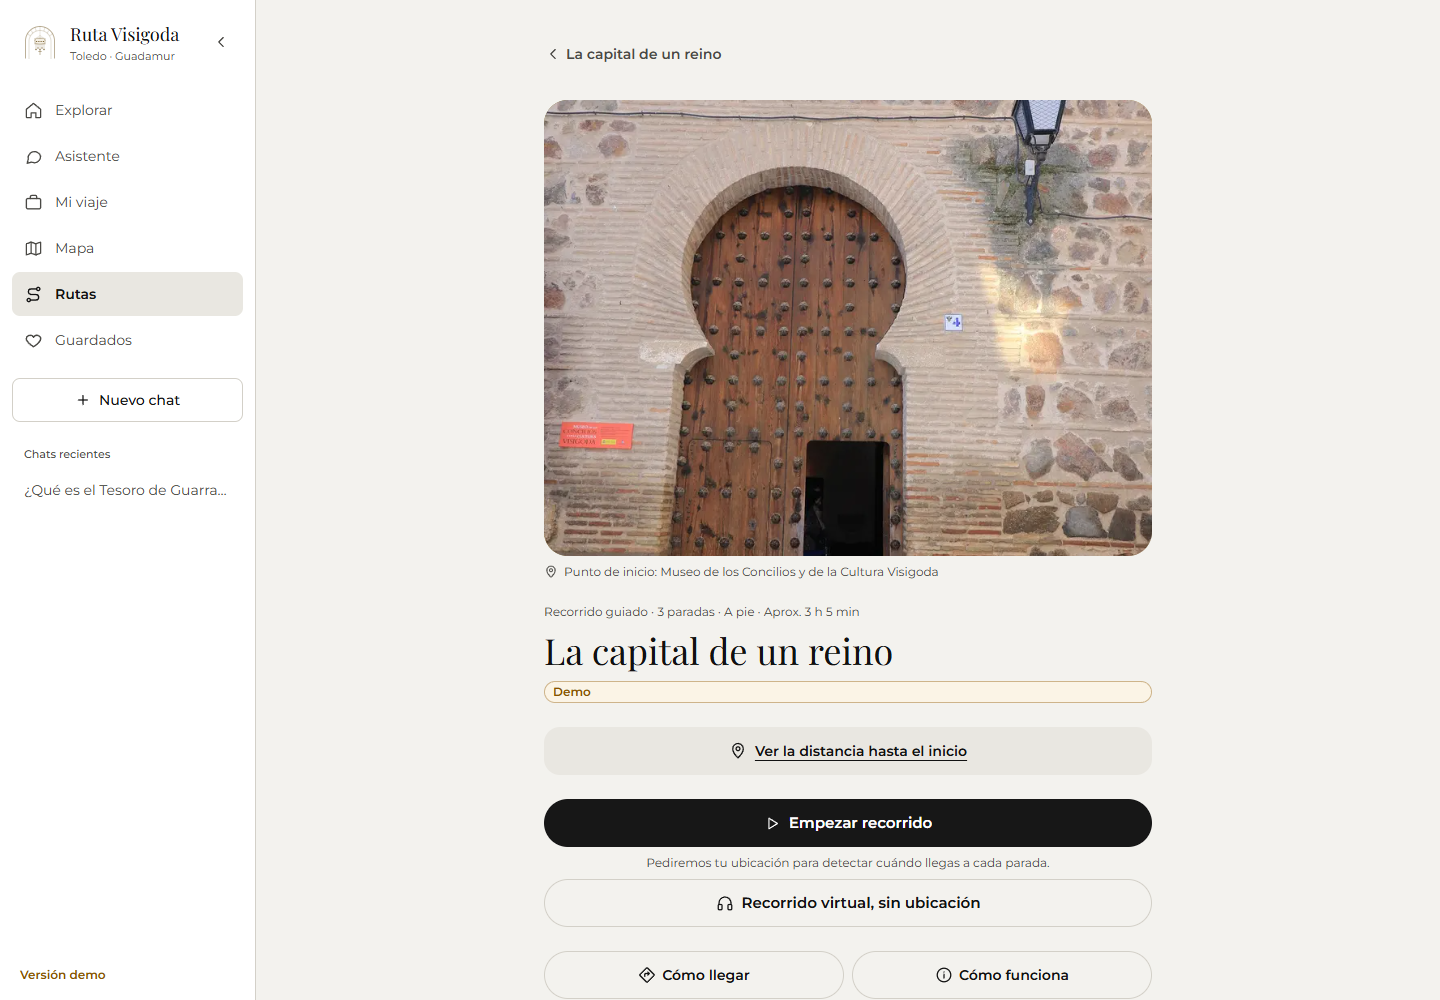 Ruta Visigoda
Toledo · Guadamur
Explorar
Asistente
Mi viaje
Mapa
Rutas
Guardados
Nuevo chat
Chats recientes
¿Qué es el Tesoro de Guarra...
Versión demo
La capital de un reino
CONCILIOS
VISIGODA
Punto de inicio: Museo de los Concilios y de la Cultura Visigoda
Recorrido guiado · 3 paradas · A pie · Aprox. 3 h 5 min
La capital de un reino
Demo
Ver la distancia hasta el inicio
Empezar recorrido
Pediremos tu ubicación para detectar cuándo llegas a cada parada.
Recorrido virtual, sin ubicación
Cómo llegar
Cómo funciona